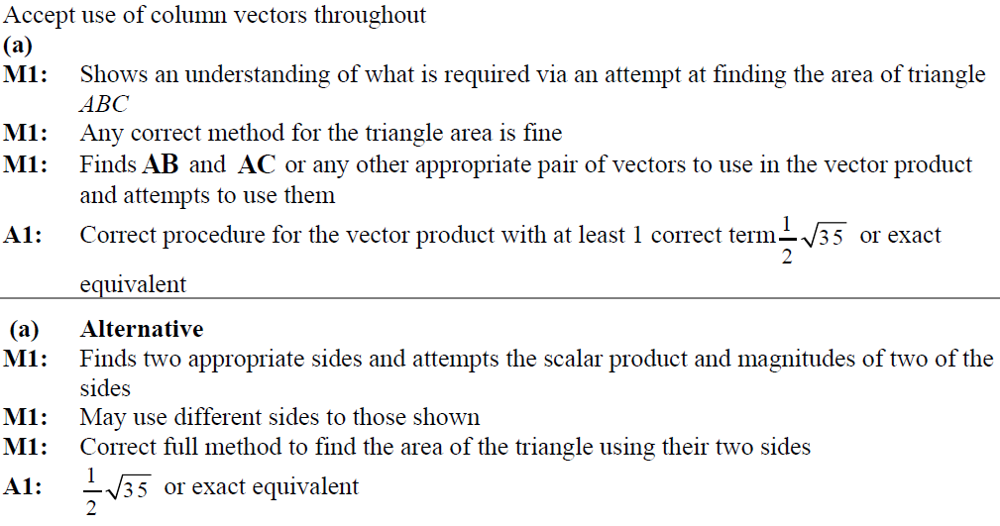 Accept use of column vectors throughout
(a)
M1: Shows an understanding of what is required via an attempt at finding the area of triangle
ABC
M1: Any correct method for the triangle area is fine
M1: Finds AB and AC or any other appropriate pair of vectors to use in the vector product
and attempts to use them
A1: Correct procedure for the vector product with at least 1 correct term 1/2 √35 or exact
equivalent
(a) Alternative
M1: Finds two appropriate sides and attempts the scalar product and magnitudes of two of the
sides
M1: May use different sides to those shown
M1: Correct full method to find the area of the triangle using their two sides
A1: 1/2 √35 or exact equivalent